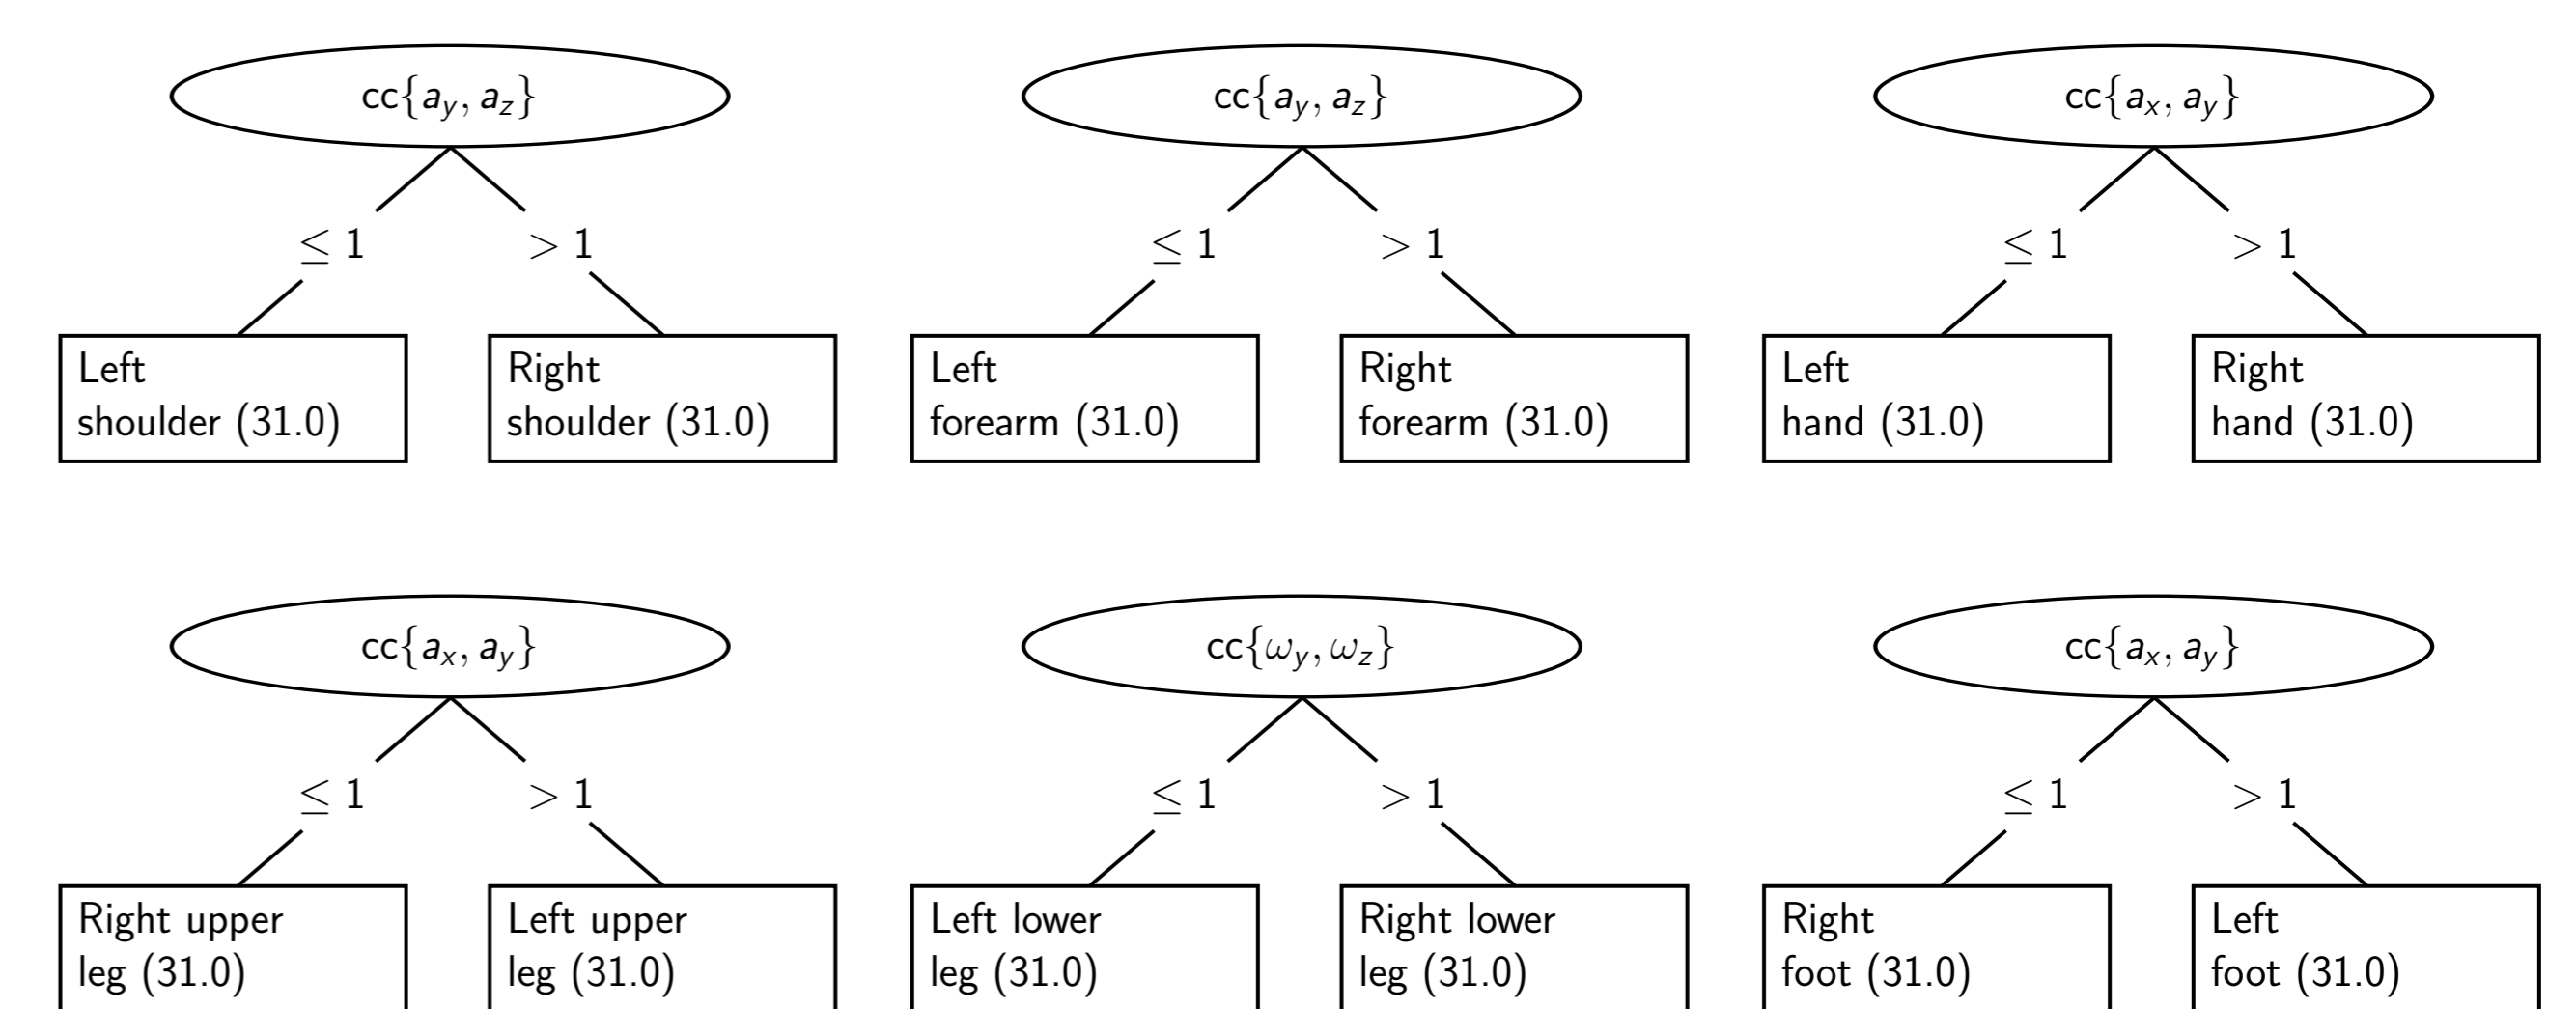 cc{a_y, a_z}
≤ 1 > 1
Left
shoulder (31.0)
Right
shoulder (31.0)
cc{a_y, a_z}
≤ 1 > 1
Left
forearm (31.0)
Right
forearm (31.0)
cc{a_x, a_y}
≤ 1 > 1
Left
hand (31.0)
Right
hand (31.0)
cc{a_x, a_y}
≤ 1 > 1
Right upper
leg (31.0)
Left upper
leg (31.0)
cc{ω_y, ω_z}
≤ 1 > 1
Left lower
leg (31.0)
Right lower
leg (31.0)
cc{a_x, a_y}
≤ 1 > 1
Right
foot (31.0)
Left
foot (31.0)